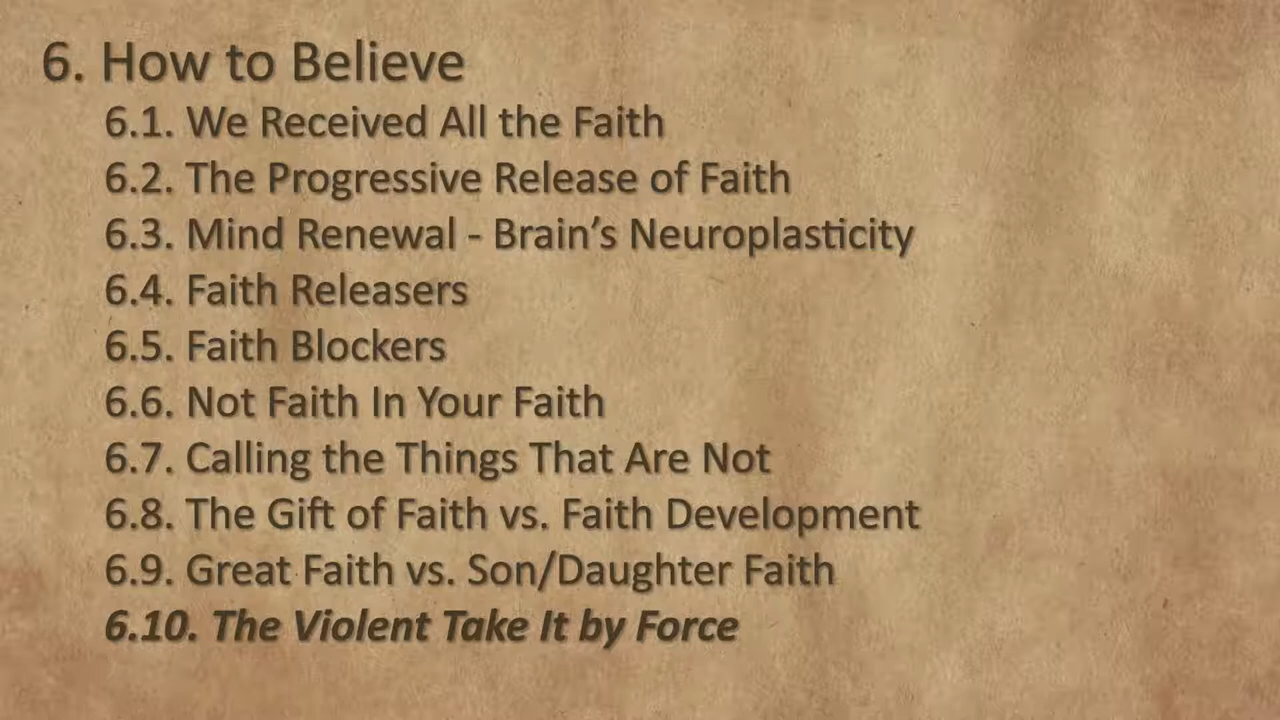 6. How to Believe
6.1. We Received All the Faith
6.2. The Progressive Release of Faith
6.3. Mind Renewal - Brain’s Neuroplasticity
6.4. Faith Releasers
6.5. Faith Blockers
6.6. Not Faith In Your Faith
6.7. Calling the Things That Are Not
6.8. The Gift of Faith vs. Faith Development
6.9. Great Faith vs. Son/Daughter Faith
6.10. The Violent Take It by Force